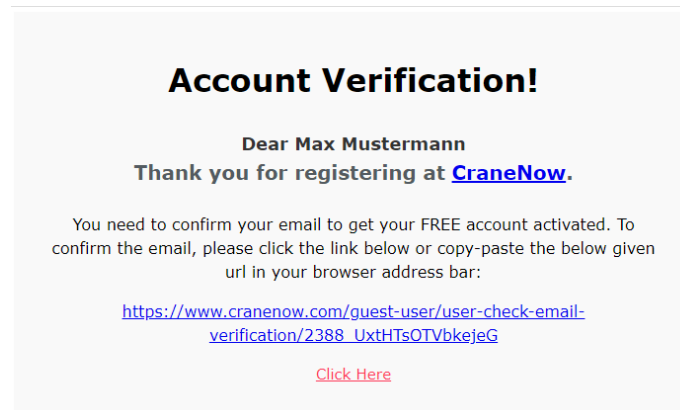 Account Verification!
Dear Max Mustermann
Thank you for registering at CraneNow.
You need to confirm your email to get your FREE account activated. To
confirm the email, please click the link below or copy-paste the below given
url in your browser address bar:
https://www.cranenow.com/guest-user/user-check-email-
verification/2388_UxtHTsOTVbkejeG
Click Here